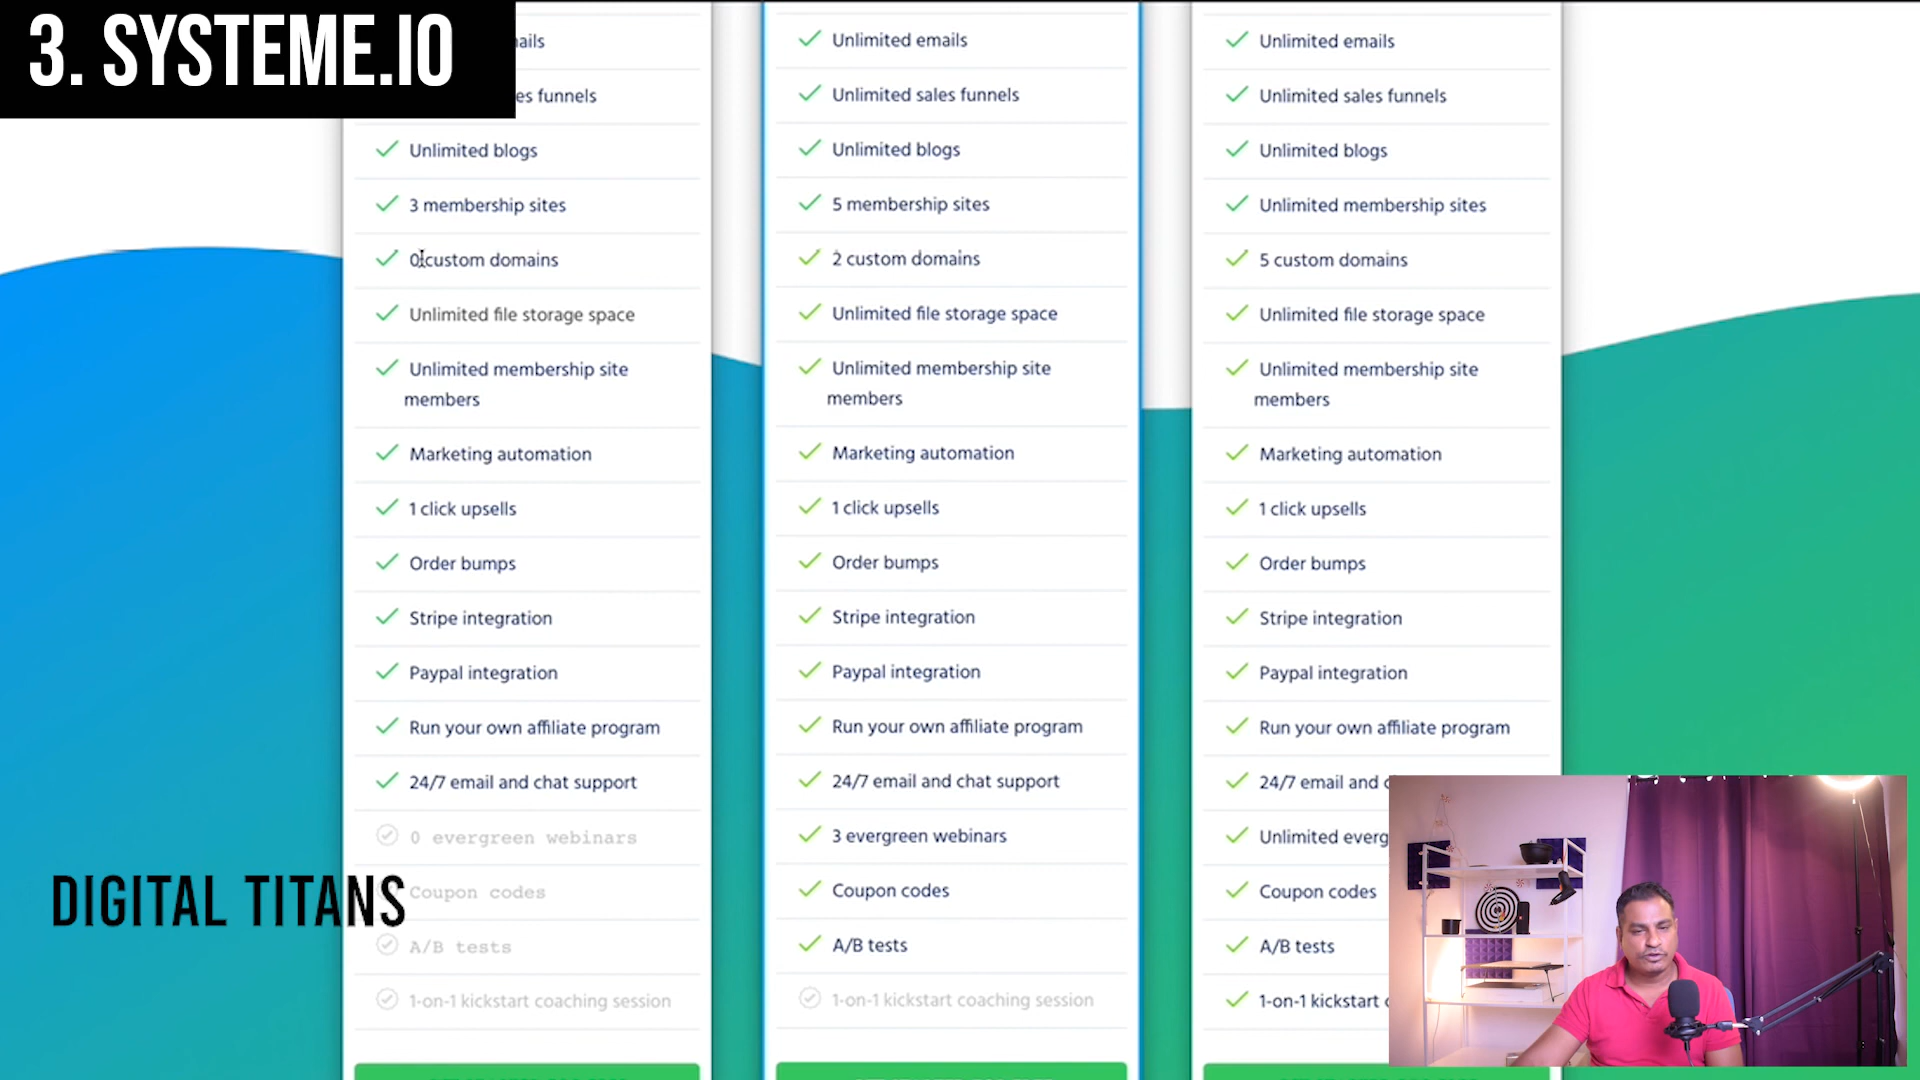 3. SYSTEME.IO
ails
es funnels
Unlimited blogs
3 membership sites
0 custom domains
Unlimited file storage space
Unlimited membership site
members
Marketing automation
1 click upsells
Order bumps
Stripe integration
Paypal integration
Run your own affiliate program
24/7 email and chat support
0 evergreen webinars
Coupon codes
A/B tests
1-on-1 kickstart coaching session
Unlimited emails
Unlimited sales funnels
Unlimited blogs
5 membership sites
2 custom domains
Unlimited file storage space
Unlimited membership site
members
Marketing automation
1 click upsells
Order bumps
Stripe integration
Paypal integration
Run your own affiliate program
24/7 email and chat support
3 evergreen webinars
Coupon codes
A/B tests
1-on-1 kickstart coaching session
Unlimited emails
Unlimited sales funnels
Unlimited blogs
Unlimited membership sites
5 custom domains
Unlimited file storage space
Unlimited membership site
members
Marketing automation
1 click upsells
Order bumps
Stripe integration
Paypal integration
Run your own affiliate program
24/7 email and c
Unlimited everg
Coupon codes
A/B tests
1-on-1 kickstart c
DIGITAL TITANS